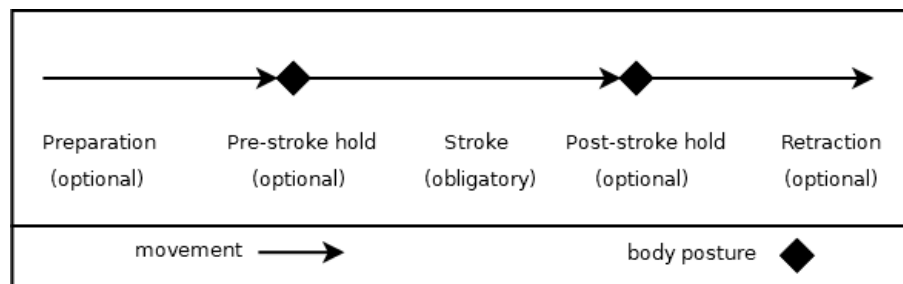 Preparation Pre-stroke hold Stroke Post-stroke hold Retraction
(optional) (optional) (obligatory) (optional) (optional)
movement body posture